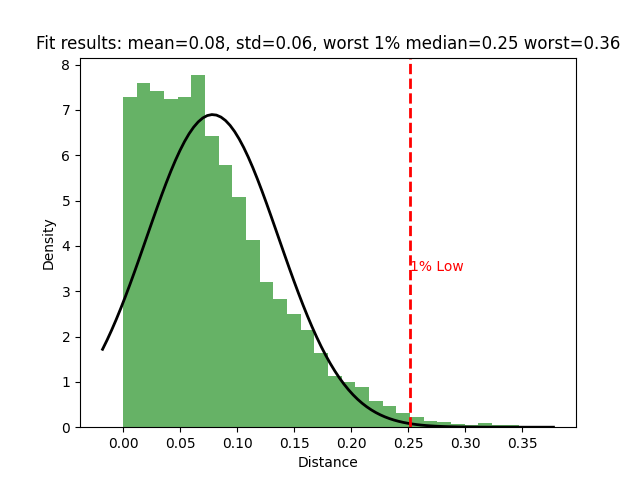 Fit results: mean=0.08, std=0.06, worst 1% median=0.25 worst=0.36
8
7
6
5
4
3
2
1
0
Density
1% Low
0.00 0.05 0.10 0.15 0.20 0.25 0.30 0.35
Distance